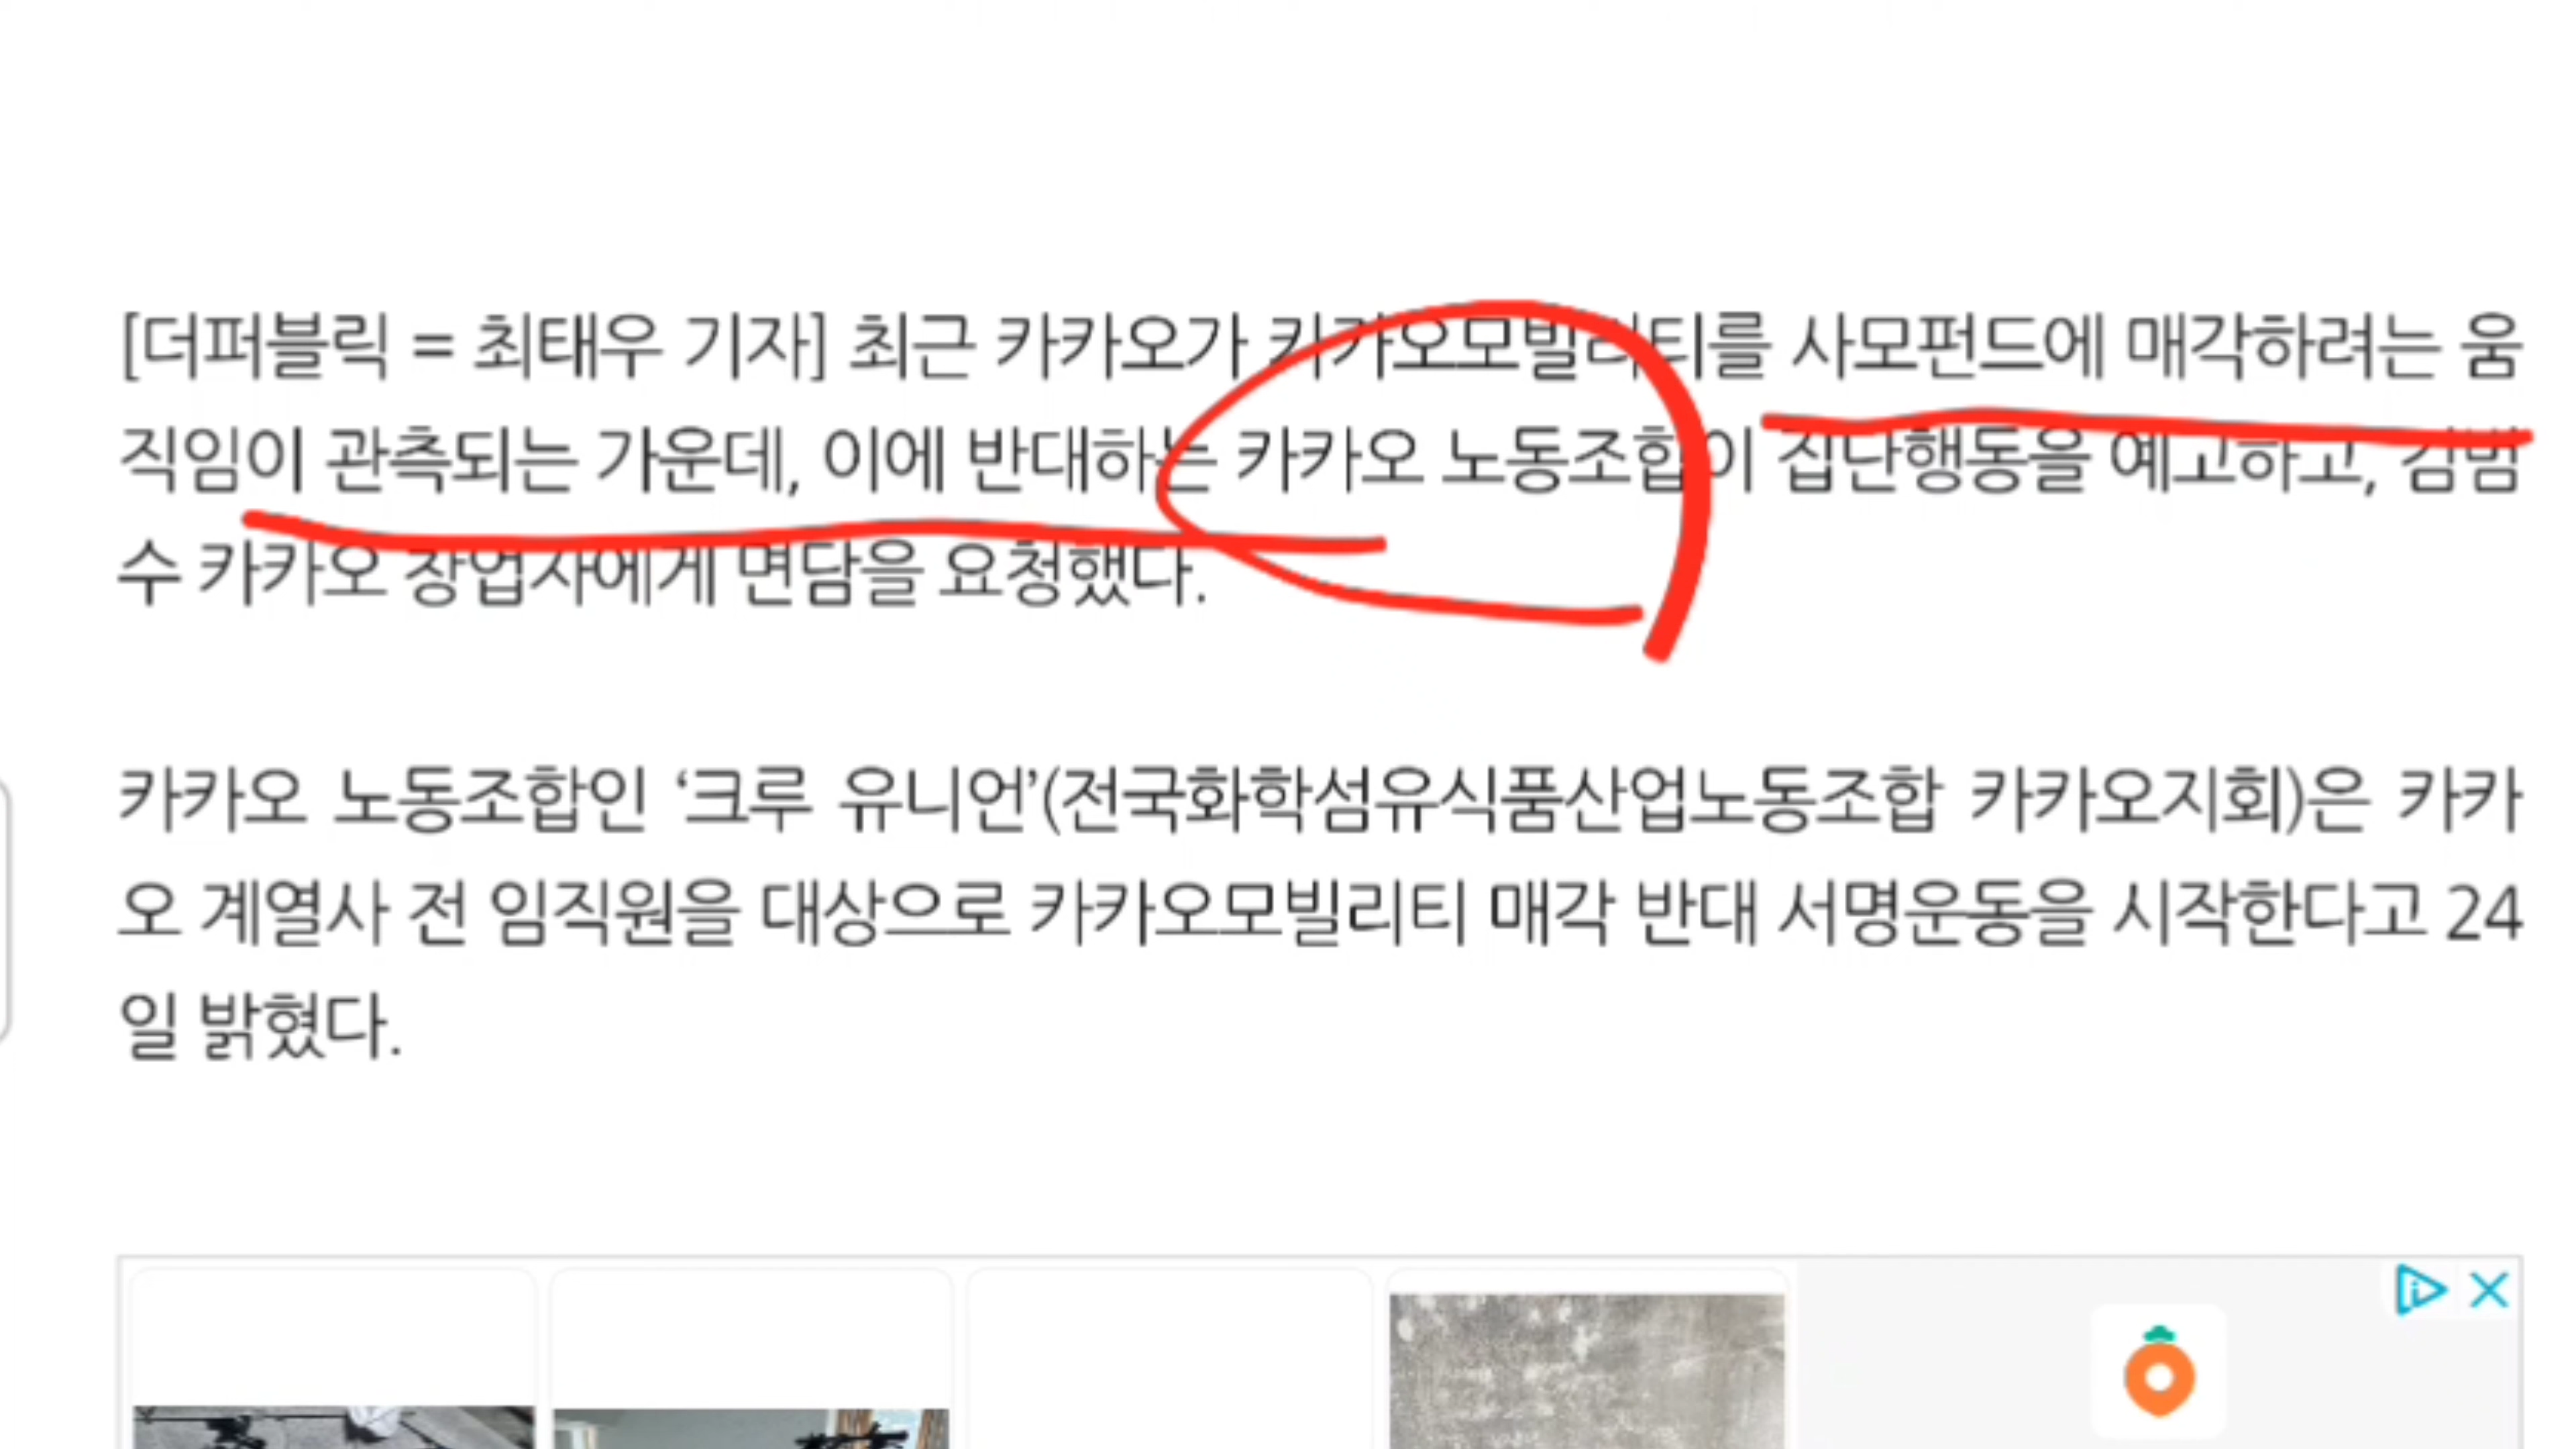 [더퍼블릭 = 최태우 기자] 최근 카카오가 카카오모빌리티를 사모펀드에 매각하려는 움
직임이 관측되는 가운데, 이에 반대하는 카카오 노동조합이 집단행동을 예고하고, 김범
수 카카오 창업자에게 면담을 요청했다.
카카오 노동조합인 ‘크루 유니언’(전국화학섬유식품산업노동조합 카카오지회)은 카카
오 계열사 전 임직원을 대상으로 카카오모빌리티 매각 반대 서명운동을 시작한다고 24
일 밝혔다.